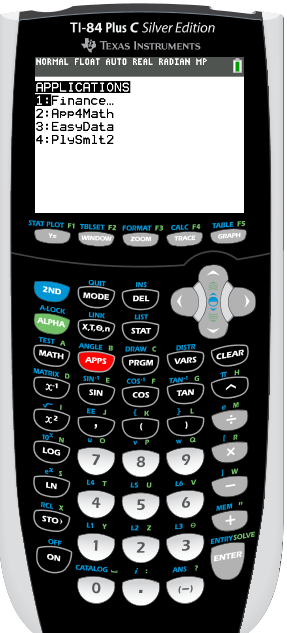 TI-84 Plus C Silver Edition
TEXAS INSTRUMENTS
NORMAL FLOAT AUTO REAL RADIAN MP
APPLICATIONS
1:Finance…
2:App4Math
3:EasyData
4:PlySmlt2
STAT PLOT F1 TBLSET F2 FORMAT F3 CALC F4 TABLE F5
Y= WINDOW ZOOM TRACE GRAPH
QUIT INS
2ND MODE DEL
A-LOCK LINK LIST
ALPHA X,T,Θ,n STAT
TEST A ANGLE B DRAW C DISTR
MATH APPS PRGM VARS CLEAR
MATRIX D SIN⁻¹ E COS⁻¹ F TAN⁻¹ G π H
x⁻¹ SIN COS TAN ^
√ I EE J { K } L e M
x² , ( ) ÷
10ˣ N u O v P w Q [ R
LOG 7 8 9 ×
eˣ S L4 T L5 U L6 V ] W
LN 4 5 6 −
RCL X L1 Y L2 Z L3 θ MEM "
STO› 1 2 3 +
OFF CATALOG ⎵ i : ANS ? ENTRY SOLVE
ON 0 . (−) ENTER